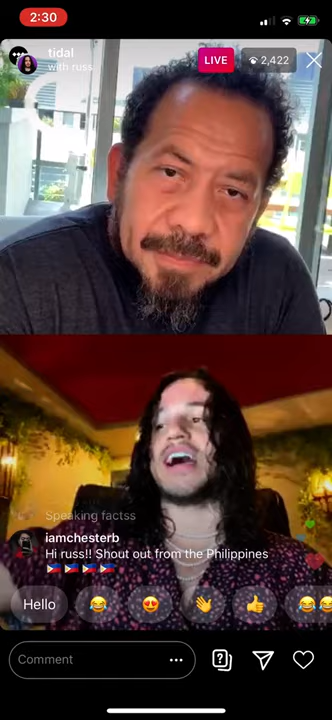 2:30
tidal
with russ
LIVE
2,422
Speaking factss
iamchesterb
Hi russ!! Shout out from the Philippines
🇵🇭 🇵🇭 🇵🇭 🇵🇭
Hello
Comment